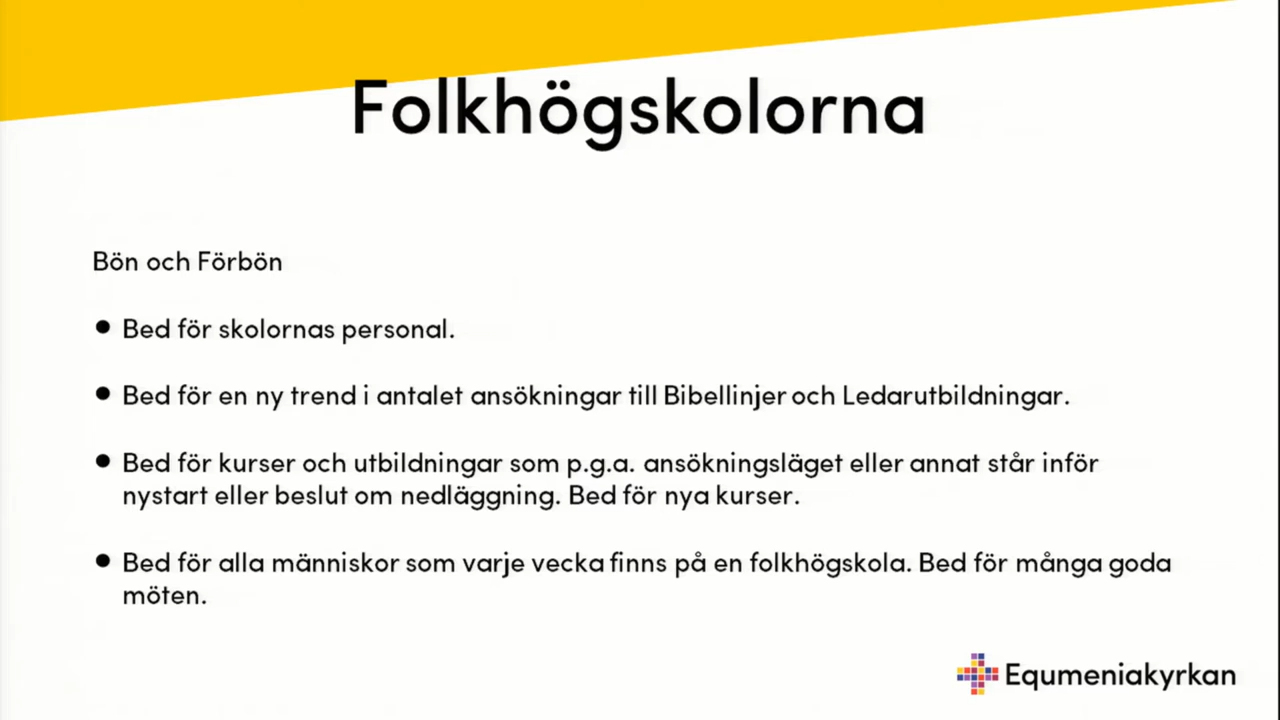 Folkhögskolorna
Bön och Förbön
● Bed för skolornas personal.
● Bed för en ny trend i antalet ansökningar till Bibellinjer och Ledarutbildningar.
● Bed för kurser och utbildningar som p.g.a. ansökningsläget eller annat står inför
nystart eller beslut om nedläggning. Bed för nya kurser.
● Bed för alla människor som varje vecka finns på en folkhögskola. Bed för många goda
möten.
Equmeniakyrkan